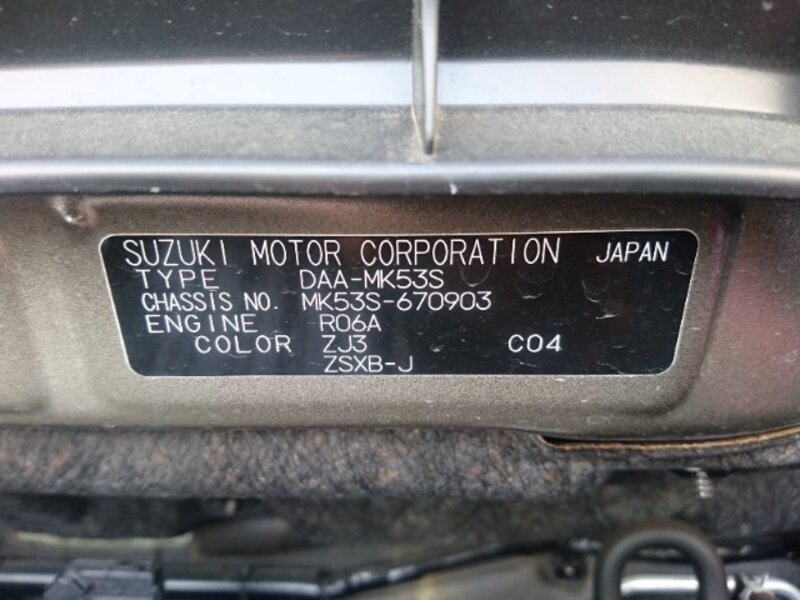 SUZUKI MOTOR CORPORATION JAPAN
TYPE DAA-MK53S
CHASSIS NO. MK53S-670903
ENGINE R06A
COLOR ZJ3 C04
ZSXB-J